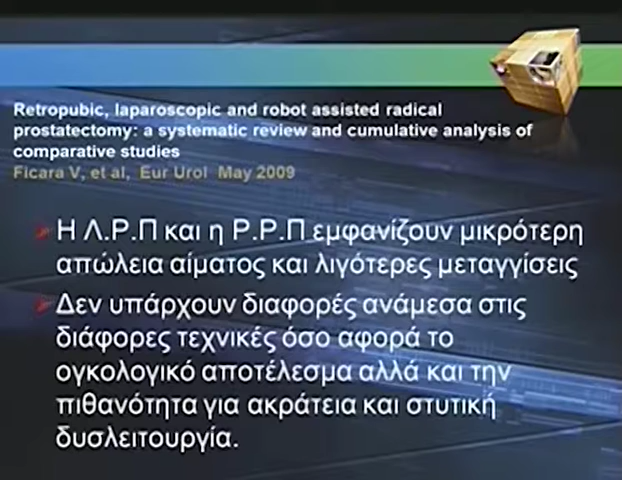 Retropubic, laparoscopic and robot assisted radical
prostatectomy: a systematic review and cumulative analysis of
comparative studies
Ficara V, et al, Eur Urol May 2009
Η Λ.Ρ.Π και η Ρ.Ρ.Π εμφανίζουν μικρότερη
απώλεια αίματος και λιγότερες μεταγγίσεις
Δεν υπάρχουν διαφορές ανάμεσα στις
διάφορες τεχνικές όσο αφορά το
ογκολογικό αποτέλεσμα αλλά και την
πιθανότητα για ακράτεια και στυτική
δυσλειτουργία.